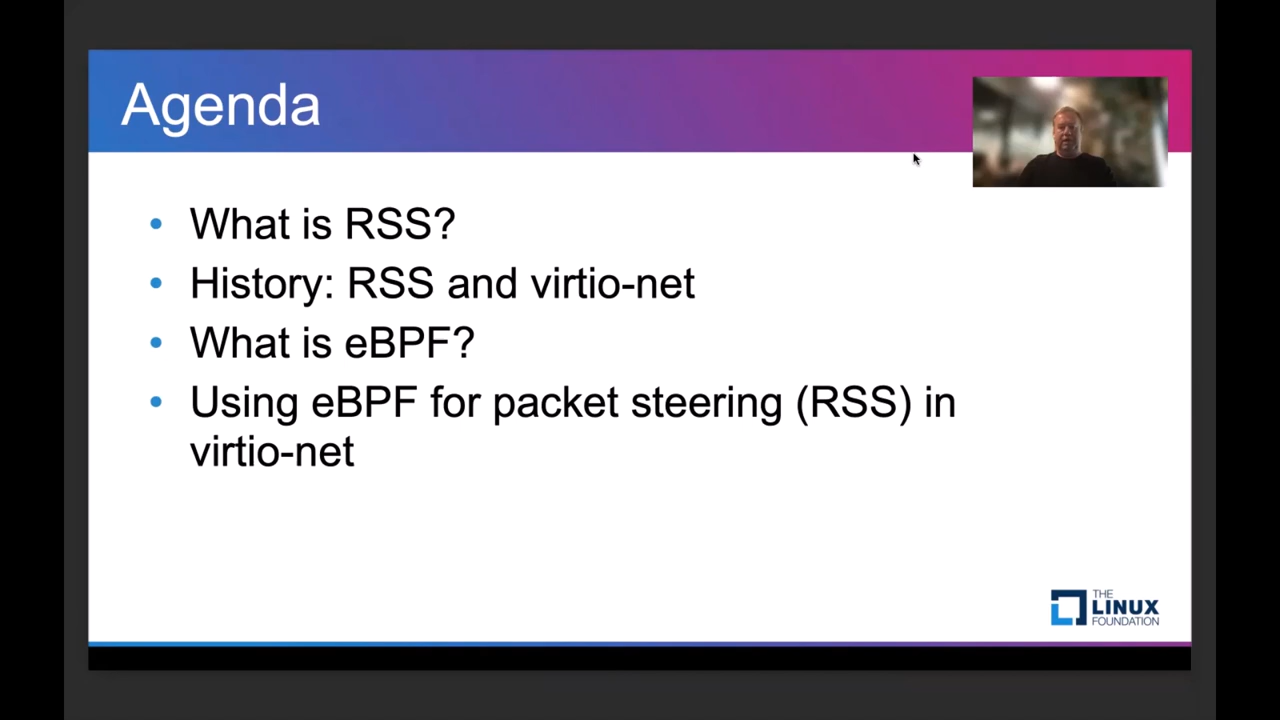 Agenda
• What is RSS?
• History: RSS and virtio-net
• What is eBPF?
• Using eBPF for packet steering (RSS) in
virtio-net
THE
LINUX
FOUNDATION